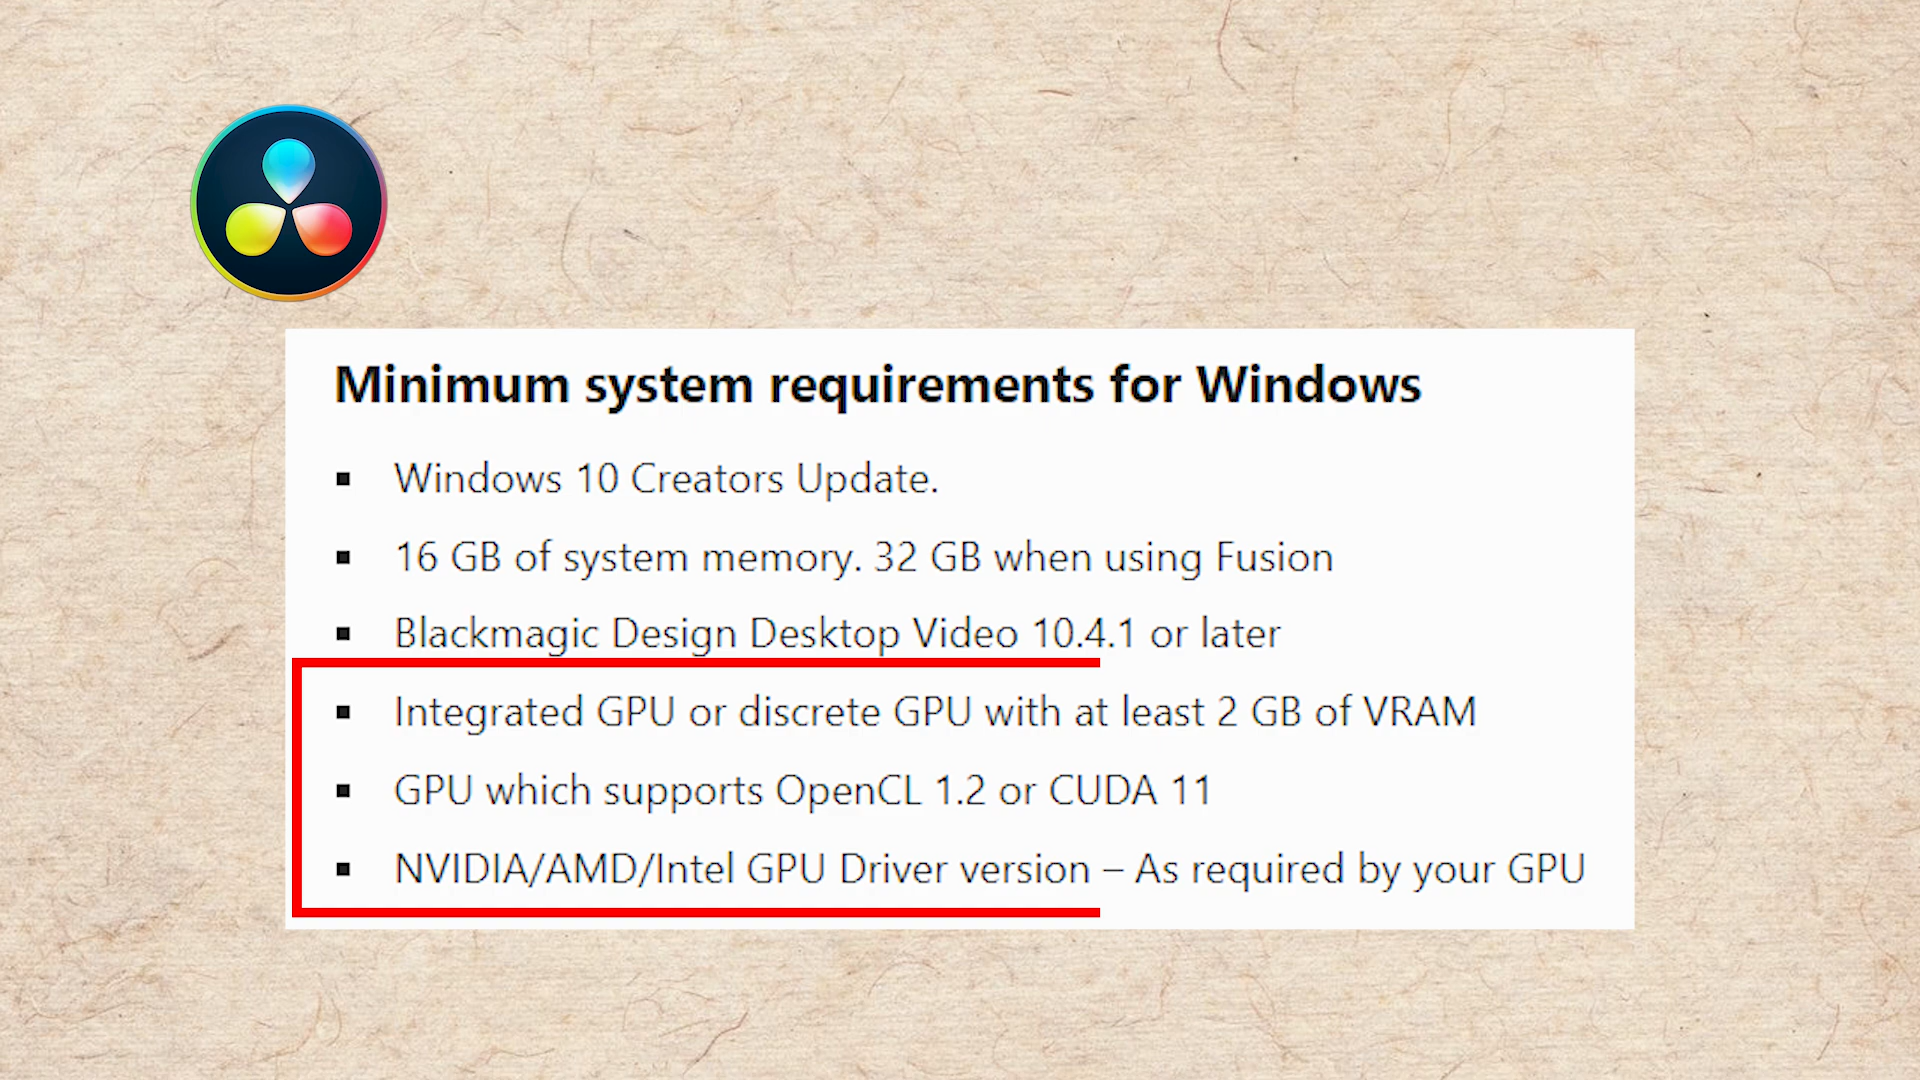 Minimum system requirements for Windows
Windows 10 Creators Update.
16 GB of system memory. 32 GB when using Fusion
Blackmagic Design Desktop Video 10.4.1 or later
Integrated GPU or discrete GPU with at least 2 GB of VRAM
GPU which supports OpenCL 1.2 or CUDA 11
NVIDIA/AMD/Intel GPU Driver version – As required by your GPU